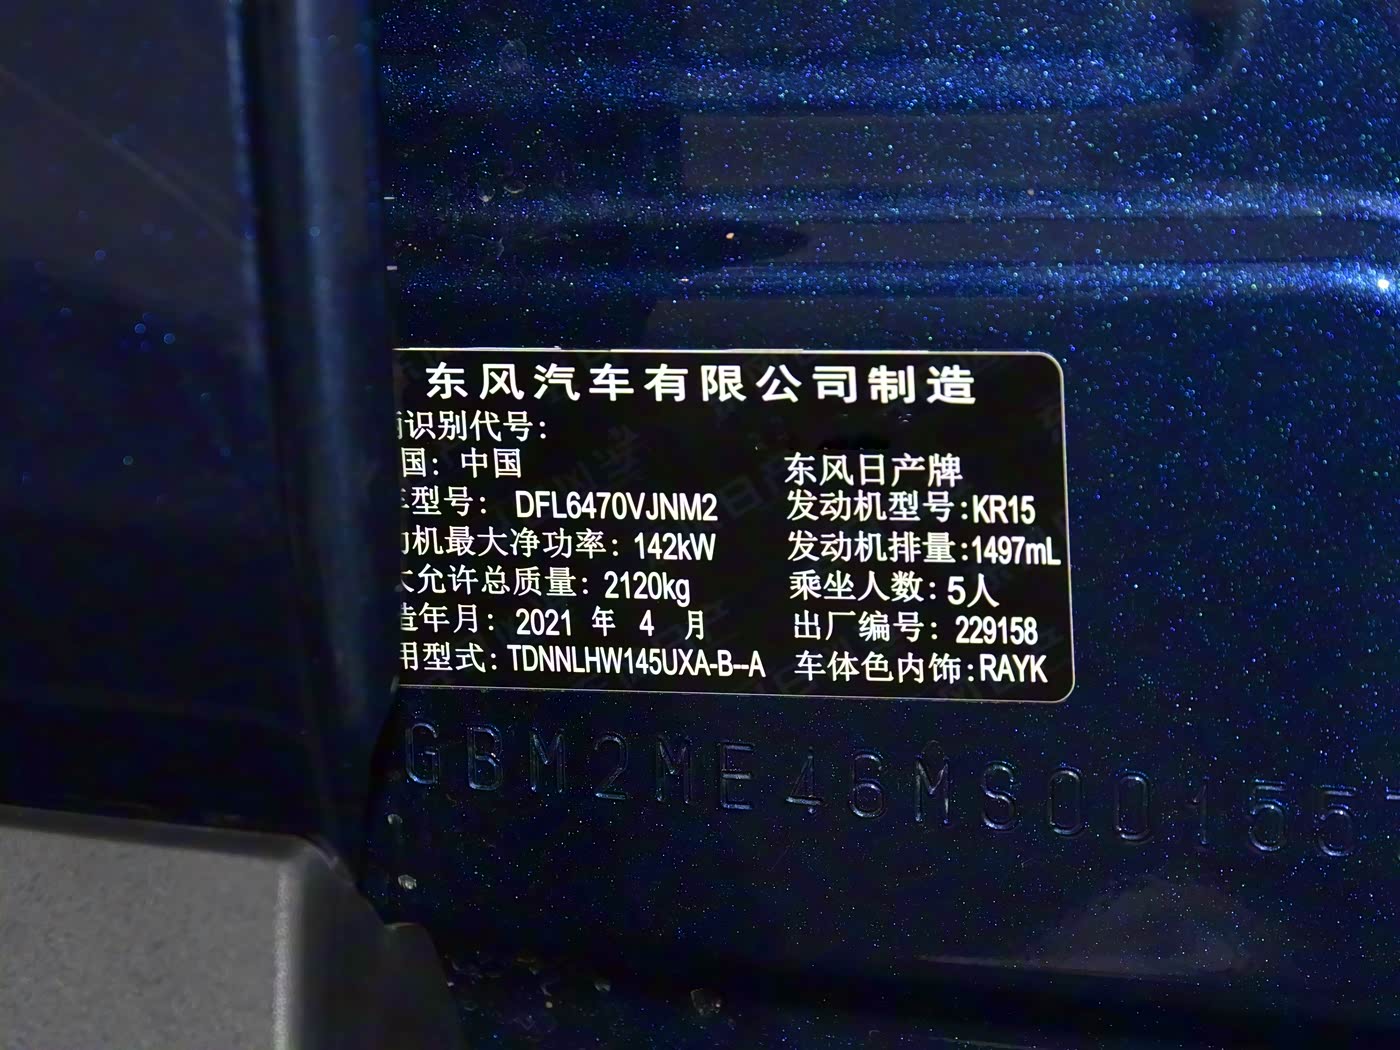 东风汽车有限公司制造
识别代号：
国：中国 东风日产牌
型号： DFL6470VJNM2 发动机型号:KR15
机最大净功率：142kW 发动机排量:1497mL
允许总质量：2120kg 乘坐人数：5人
造年月： 2021 年 4 月 出厂编号：229158
用型式：TDNNLHW145UXA-B--A 车体色内饰:RAYK
GBM2ME46MS00155